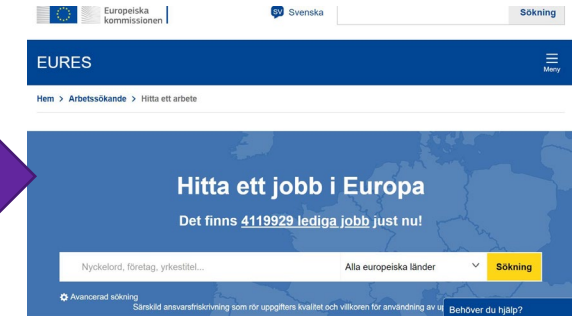 Europeiska
kommissionen
SV Svenska
Sökning
EURES
Meny
Hem > Arbetssökande > Hitta ett arbete
Hitta ett jobb i Europa
Det finns 4119929 lediga jobb just nu!
Nyckelord, företag, yrkestitel...
Alla europeiska länder
Sökning
Avancerad sökning
Särskild ansvarsfriskrivning som rör uppgifters kvalitet och villkoren för användning av
Behöver du hjälp?